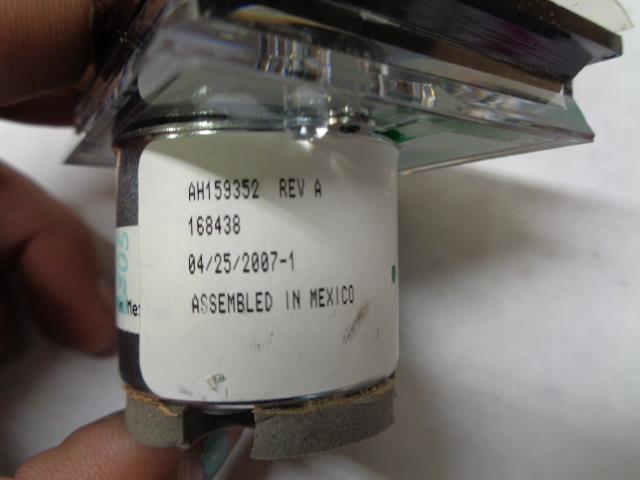 AH159352 REV A
168438
04/25/2007-1
ASSEMBLED IN MEXICO